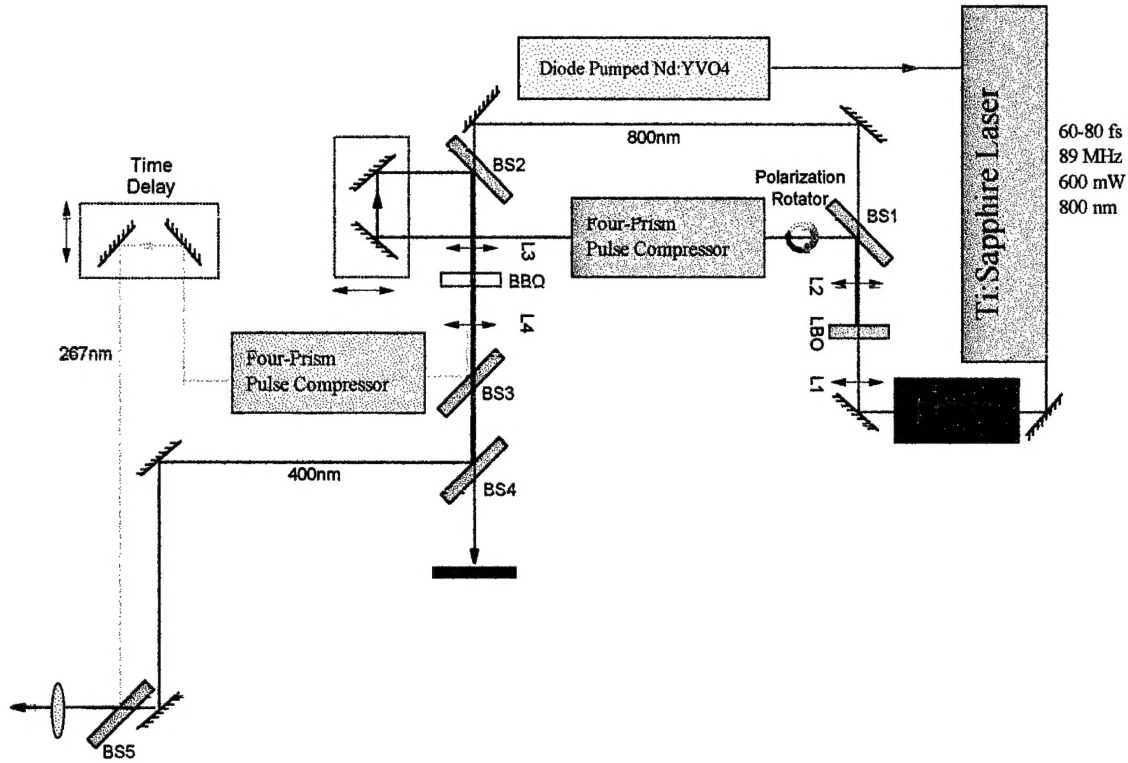 Diode Pumped Nd:YVO4
Ti:Sapphire Laser
60-80 fs
89 MHz
600 mW
800 nm
800nm
BS2
Time
Delay
Polarization
Rotator
BS1
Four-Prism
Pulse Compressor
L3
BBO
L2
L4
LBO
267nm
Four-Prism
Pulse Compressor
BS3
L1
400nm
BS4
BS5